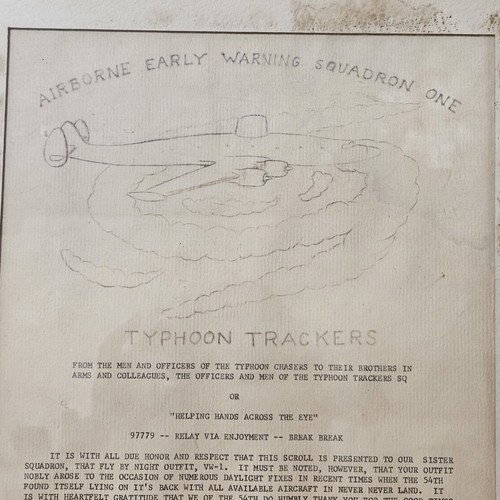 AIRBORNE EARLY WARNING SQUADRON ONE
TYPHOON TRACKERS
FROM THE MEN AND OFFICERS OF THE TYPHOON CHASERS TO THEIR BROTHERS IN
ARMS AND COLLEAGUES, THE OFFICERS AND MEN OF THE TYPHOON TRACKERS SQ
OR
"HELPING HANDS ACROSS THE EYE"
97779 -- RELAY VIA ENJOYMENT -- BREAK BREAK
IT IS WITH ALL DUE HONOR AND RESPECT THAT THIS SCROLL IS PRESENTED TO OUR SISTER
SQUADRON, THAT FLY BY NIGHT OUTFIT, VW-1. IT MUST BE NOTED, HOWEVER, THAT YOUR OUTFIT
NOBLY AROSE TO THE OCCASION OF NUMEROUS DAYLIGHT FIXES IN RECENT TIMES WHEN THE 54TH
FOUND ITSELF LYING ON IT'S BACK WITH ALL AVAILABLE AIRCRAFT IN NEVER NEVER LAND. IT
IS WITH HEARTFELT GRATITUDE THAT WE OF THE 54TH DO HUMBLY THANK YOU FOR THE GOOD TIMES